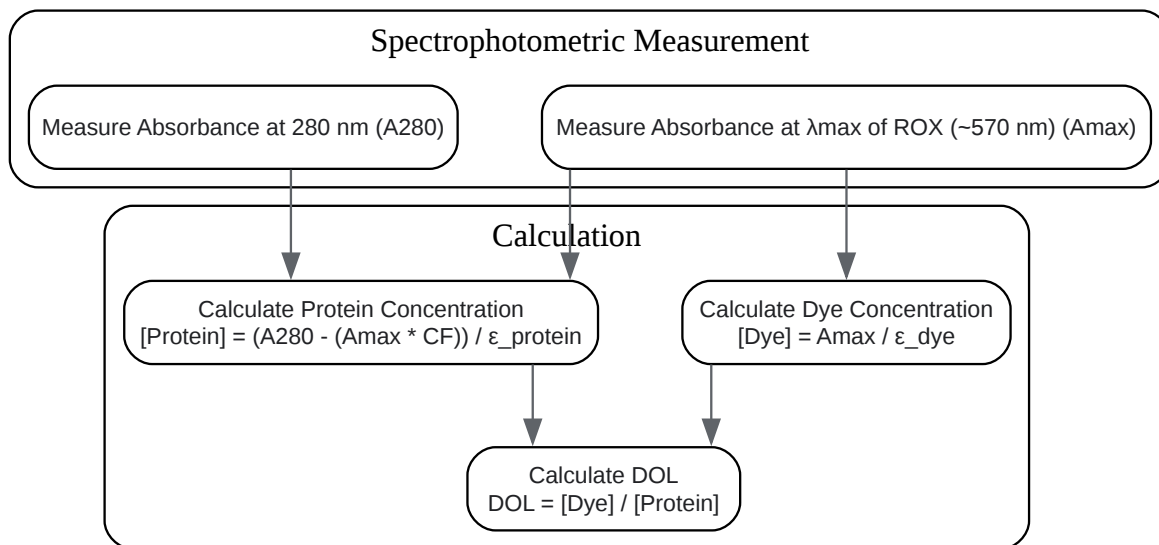 Spectrophotometric Measurement
Measure Absorbance at 280 nm (A280)
Measure Absorbance at λmax of ROX (~570 nm) (Amax)
Calculation
Calculate Protein Concentration
[Protein] = (A280 - (Amax * CF)) / ε_protein
Calculate Dye Concentration
[Dye] = Amax / ε_dye
Calculate DOL
DOL = [Dye] / [Protein]